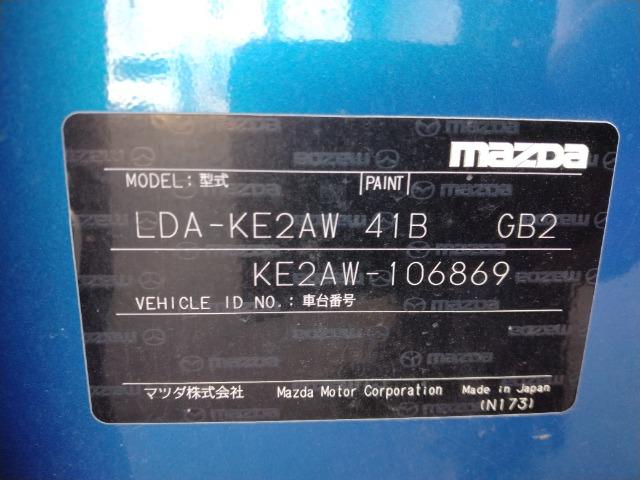 mazda
MODEL: 型式 PAINT
LDA-KE2AW 41B GB2
KE2AW-106869
VEHICLE ID NO.: 車台番号
マツダ株式会社 Mazda Motor Corporation Made in Japan
(N173)